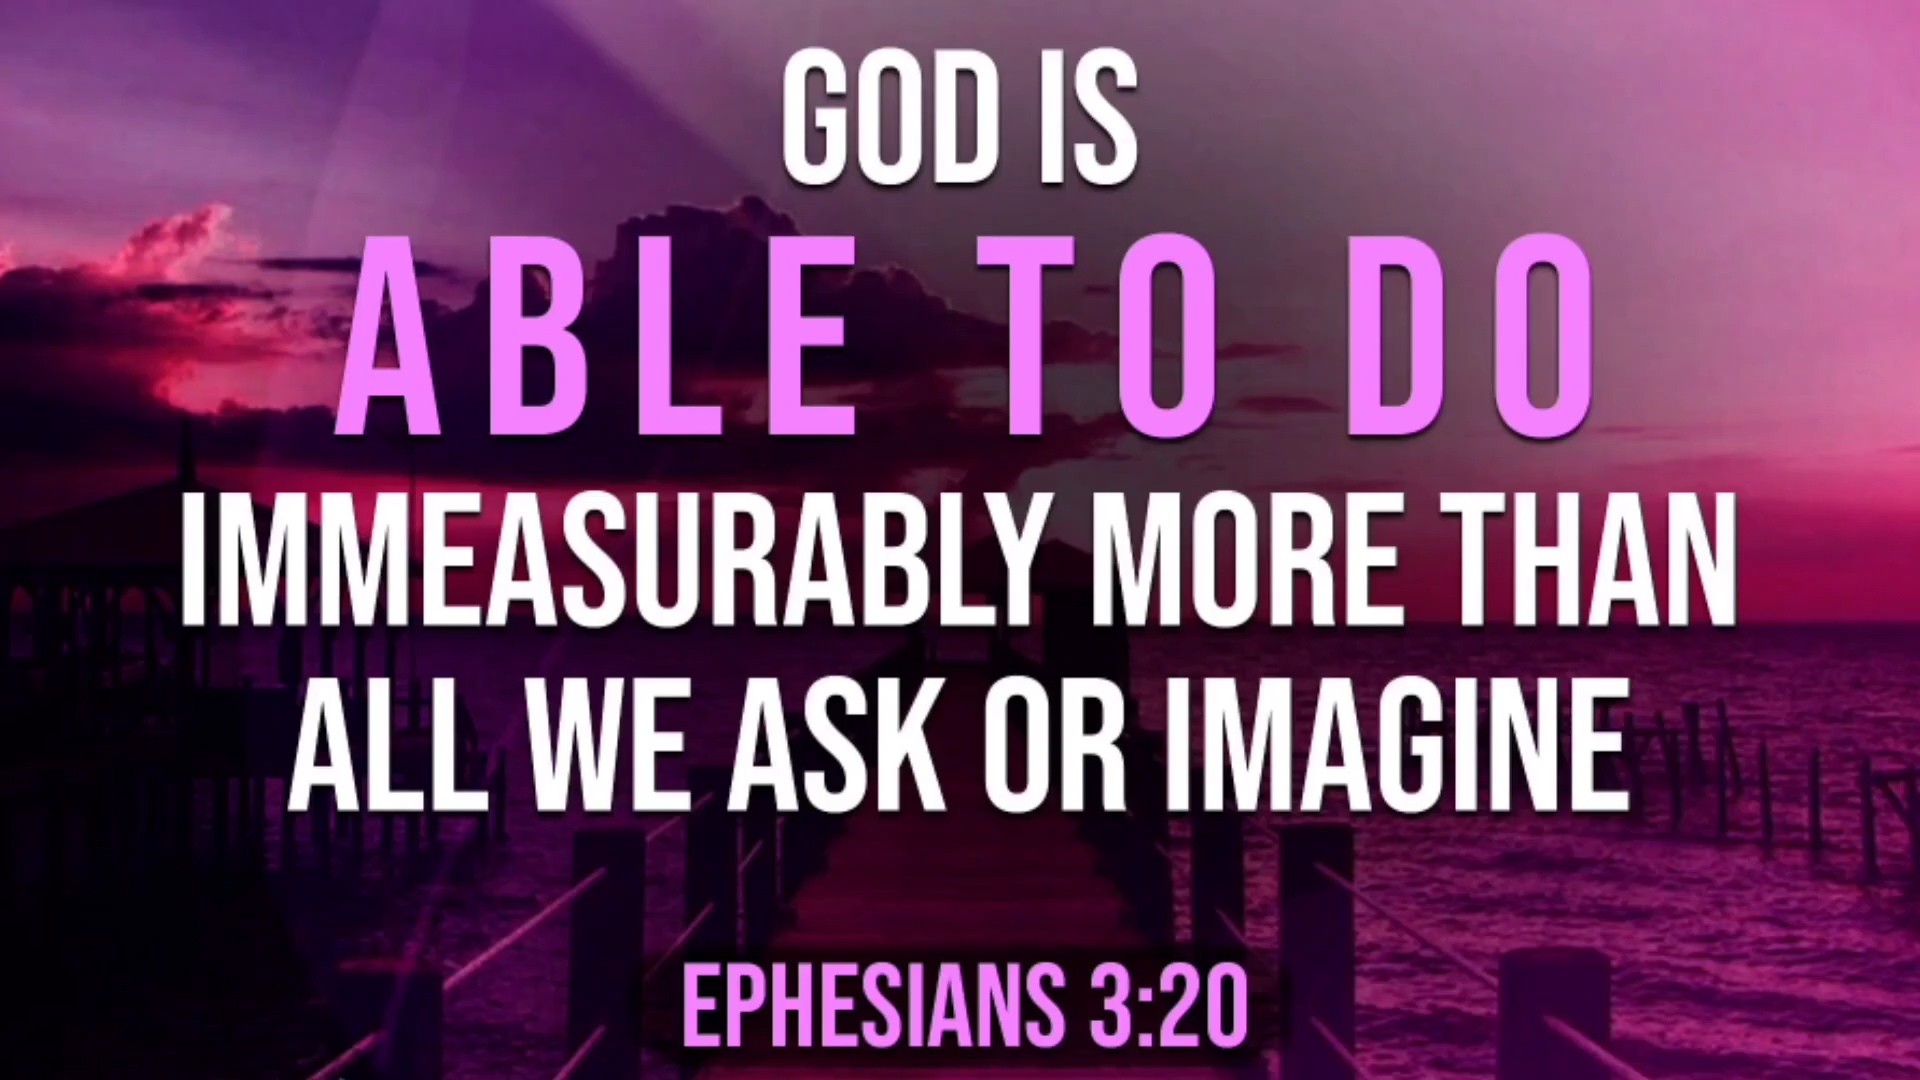 GOD IS
ABLE TO DO
IMMEASURABLY MORE THAN
ALL WE ASK OR IMAGINE
EPHESIANS 3:20